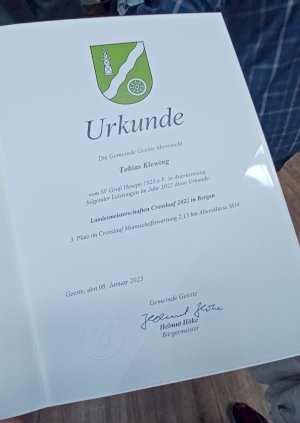 Urkunde
Die Gemeinde Geeste überreicht
Tobias Klewing
vom SV Groß Hesepe 1923 e.V. in Anerkennung
folgender Leistungen im Jahr 2022 diese Urkunde:
Landesmeisterschaften Crosslauf 2022 in Bergen
3. Platz im Crosslauf Mannschaftswertung 2,15 km Altersklasse M14
Geeste, den 08. Januar 2023
Gemeinde Geeste
Helmut Höke
Helmut Höke
Bürgermeister